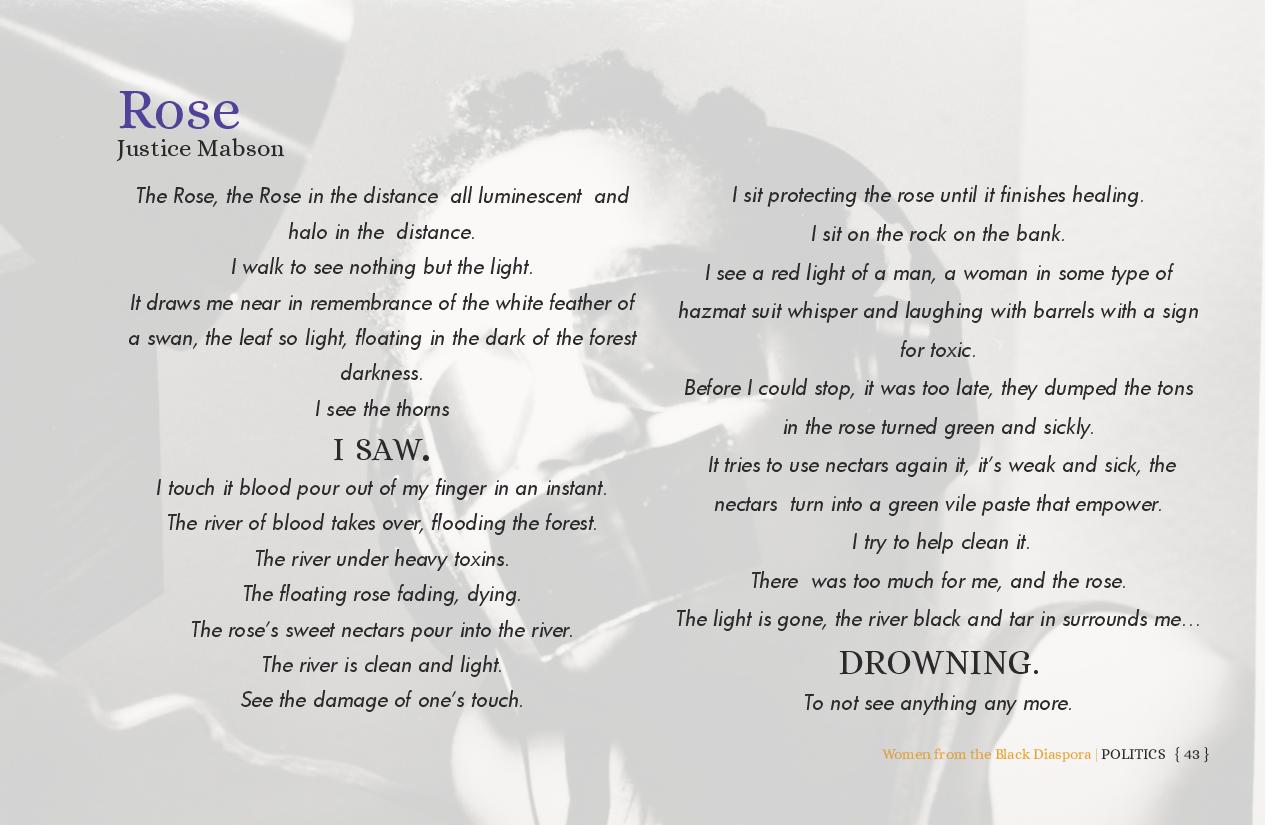 Rose
Justice Mabson
The Rose, the Rose in the distance all luminescent and
halo in the distance.
I walk to see nothing but the light.
It draws me near in remembrance of the white feather of
a swan, the leaf so light, floating in the dark of the forest
darkness.
I see the thorns
I SAW.
I touch it blood pour out of my finger in an instant.
The river of blood takes over, flooding the forest.
The river under heavy toxins.
The floating rose fading, dying.
The rose's sweet nectars pour into the river.
The river is clean and light.
See the damage of one's touch.
I sit protecting the rose until it finishes healing.
I sit on the rock on the bank.
I see a red light of a man, a woman in some type of
hazmat suit whisper and laughing with barrels with a sign
for toxic.
Before I could stop, it was too late, they dumped the tons
in the rose turned green and sickly.
It tries to use nectars again it, it's weak and sick, the
nectars turn into a green vile paste that empower.
I try to help clean it.
There was too much for me, and the rose.
The light is gone, the river black and tar in surrounds me…
DROWNING.
To not see anything any more.
Women from the Black Diaspora | POLITICS { 43 }